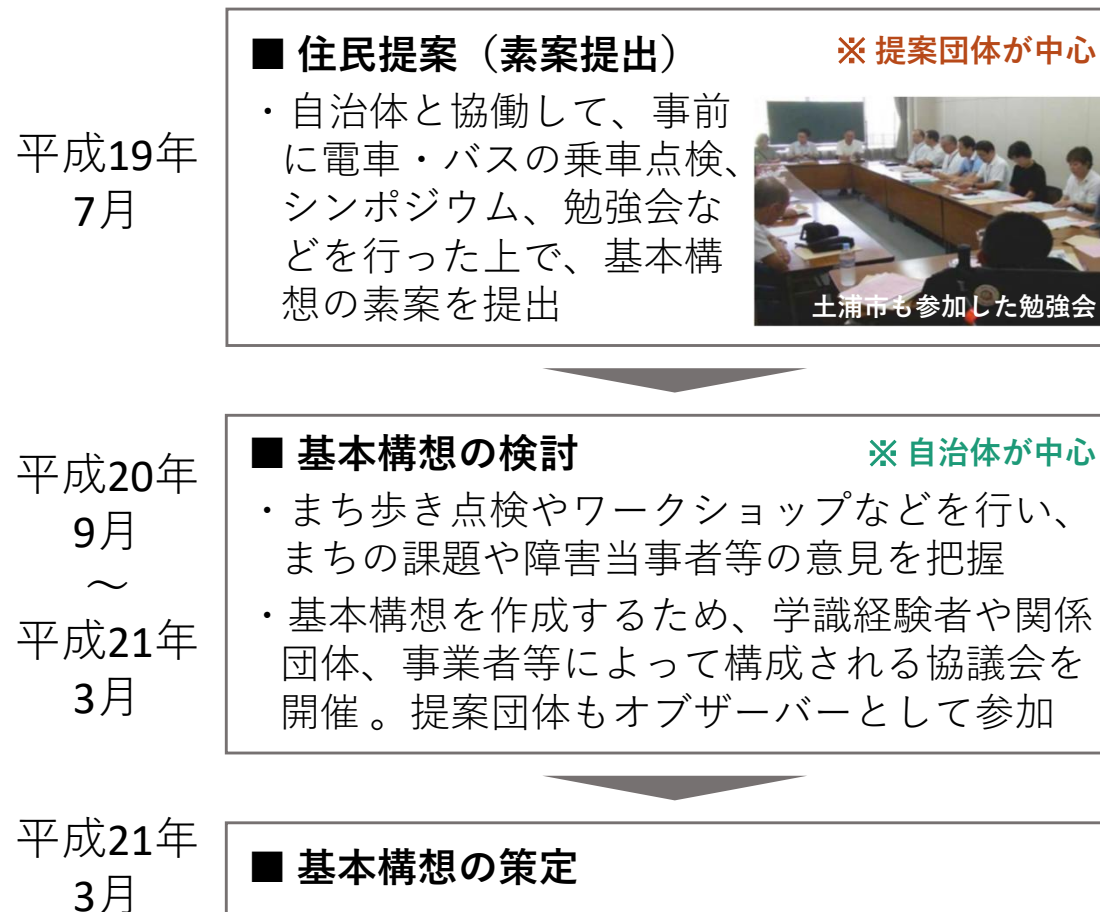 平成19年
7月
■ 住民提案（素案提出）
※ 提案団体が中心
・自治体と協働して、事前
に電車・バスの乗車点検、
シンポジウム、勉強会な
どを行った上で、基本構
想の素案を提出
土浦市も参加した勉強会
平成20年
9月
～
平成21年
3月
■ 基本構想の検討
※ 自治体が中心
・まち歩き点検やワークショップなどを行い、
まちの課題や障害当事者等の意見を把握
・基本構想を作成するため、学識経験者や関係
団体、事業者等によって構成される協議会を
開催。提案団体もオブザーバーとして参加
平成21年
3月
■ 基本構想の策定